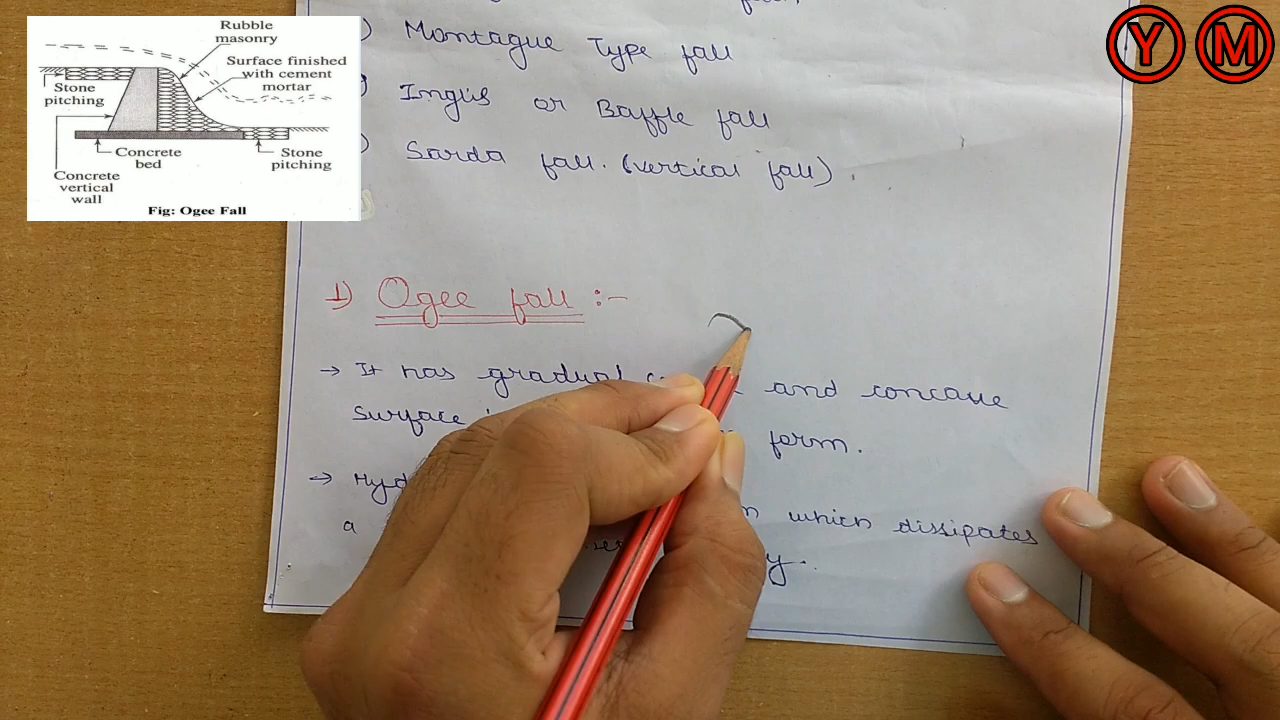 Rubble
masonry
Surface finished
with cement
mortar
Stone
pitching
Concrete
bed
Stone
pitching
Concrete
vertical
wall
Fig: Ogee Fall
Y M
) Montague Type fall
) Inglis or Baffle fall
) Sarda fall. (vertical fall).
1) Ogee fall :-
→ It has gradual and concave
surface form.
→ Hyd
a which dissipates